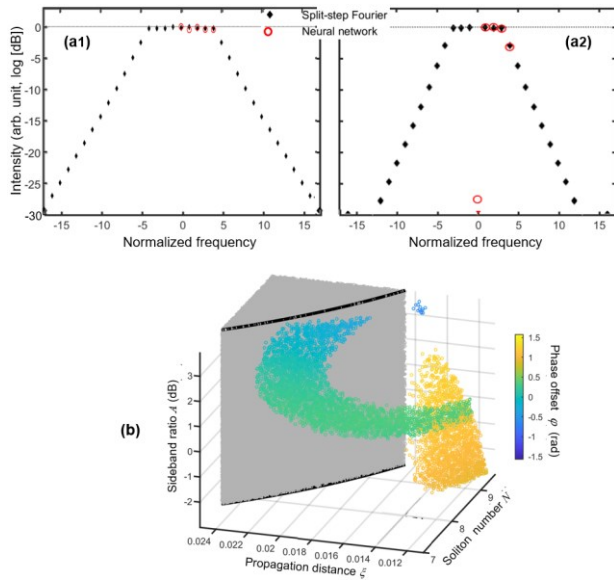 (a1)
Split-step Fourier
Neural network
(a2)
Intensity (arb. unit, log [dB])
0
-5
-10
-15
-20
-25
-30
-15 -10 -5 0 5 10 15
-15 -10 -5 0 5 10 15
Normalized frequency
Normalized frequency
(b)
Sideband ratio 𝒜 (dB)
3
2
1
0
-1
-2
0.024 0.022 0.02 0.018 0.016 0.014 0.012
Propagation distance ξ
7 8 9
Soliton number N
1.5
1
0.5
0
-0.5
-1
-1.5
Phase offset φ (rad)